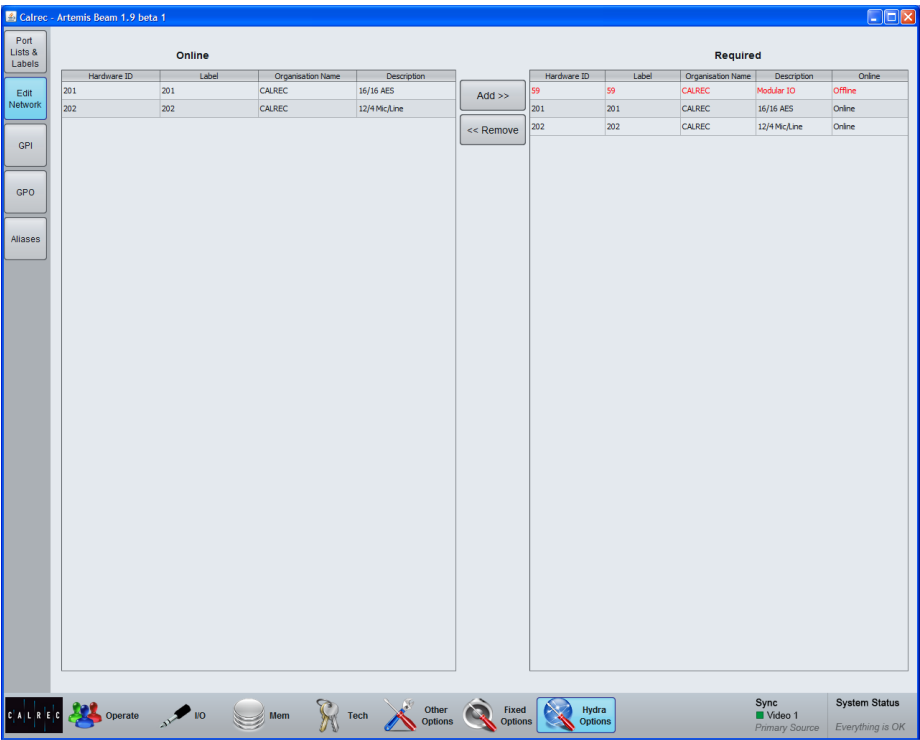 Calrec - Artemis Beam 1.9 beta 1
Port
Lists &
Labels
Edit
Network
GPI
GPO
Aliases
Online
Hardware ID Label Organisation Name Description
201 201 CALREC 16/16 AES
202 202 CALREC 12/4 Mic/Line
Add >>
<< Remove
Required
Hardware ID Label Organisation Name Description Online
59 59 CALREC Modular IO Offline
201 201 CALREC 16/16 AES Online
202 202 CALREC 12/4 Mic/Line Online
CALREC
Operate
I/O
Mem
Tech
Other
Options
Fixed
Options
Hydra
Options
Sync
Video 1
Primary Source
System Status
Everything is OK